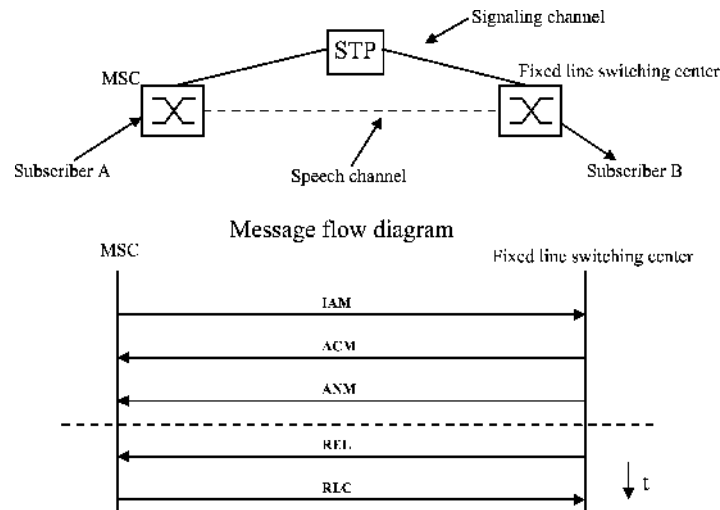 Signaling channel
STP
MSC
Fixed line switching center
Subscriber A
Speech channel
Subscriber B
Message flow diagram
MSC
Fixed line switching center
IAM
ACM
ANM
REL
RLC
t